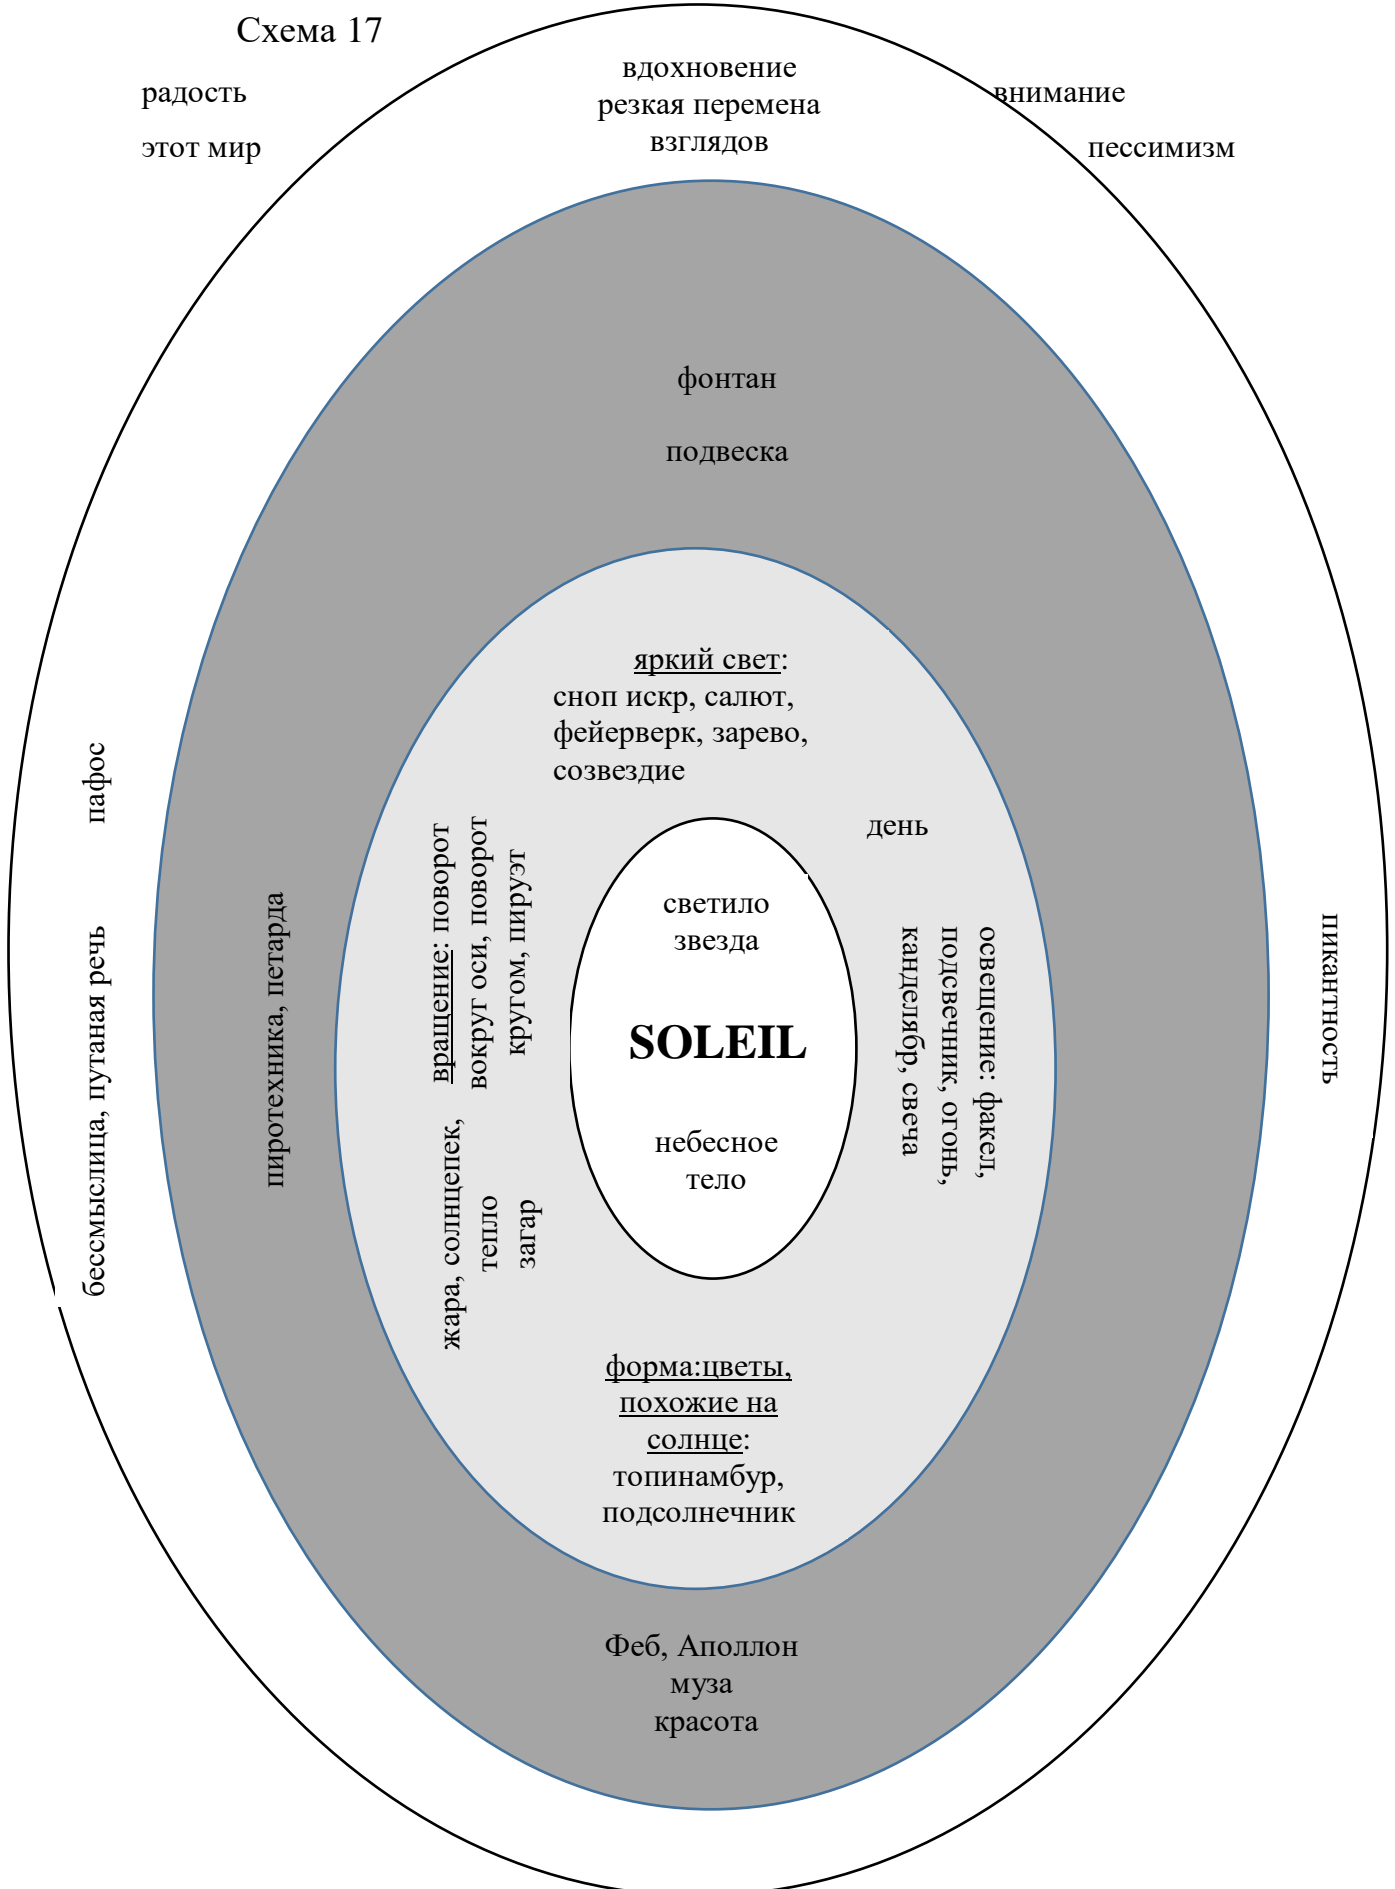 Схема 17
радость
этот мир
вдохновение
резкая перемена
взглядов
внимание
пессимизм
фонтан
подвеска
яркий свет:
сноп искр, салют,
фейерверк, зарево,
созвездие
пафос
бессмыслица, путаная речь
пиротехника, петарда
вращение: поворот
вокруг оси, поворот
кругом, пируэт
жара, солнцепек,
тепло
загар
день
светило
звезда
SOLEIL
небесное
тело
освещение: факел,
подсвечник, огонь,
канделябр, свеча
пикантность
форма:цветы,
похожие на
солнце:
топинамбур,
подсолнечник
Феб, Аполлон
муза
красота